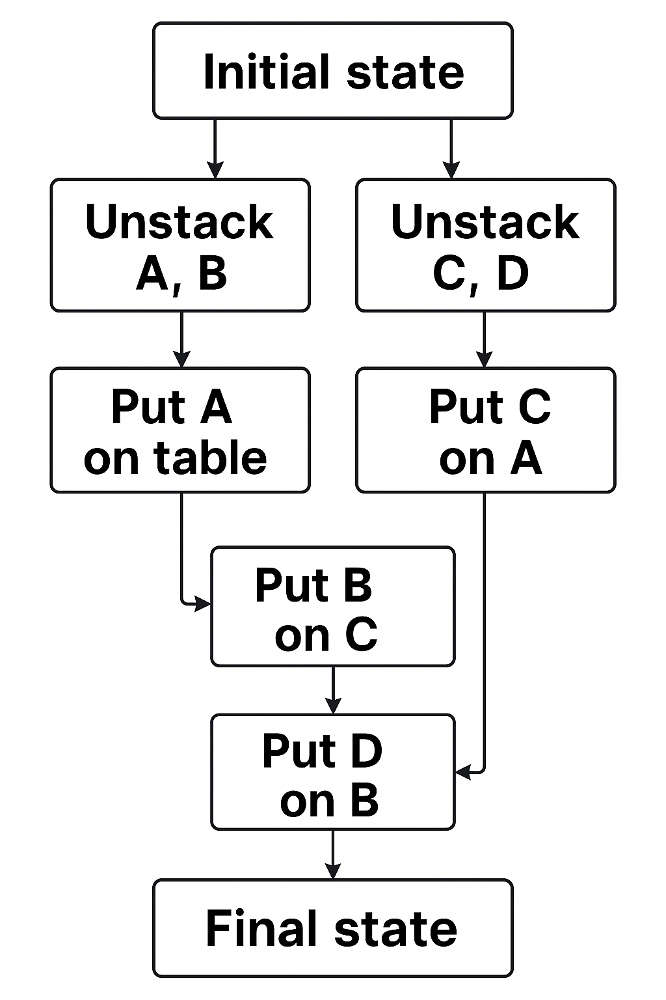 Initial state
Unstack
A, B
Unstack
C, D
Put A
on table
Put C
on A
Put B
on C
Put D
on B
Final state